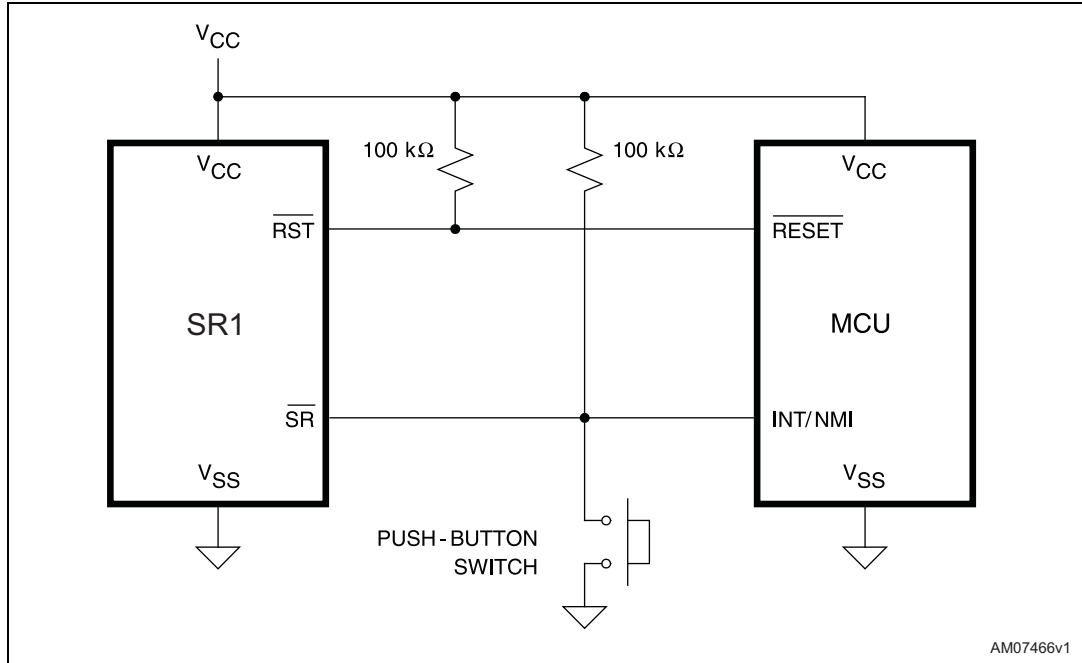 VCC
100 kΩ
100 kΩ
VCC
RST
SR1
SR
VSS
VCC
RESET
MCU
INT/NMI
VSS
PUSH-BUTTON
SWITCH
AM07466v1